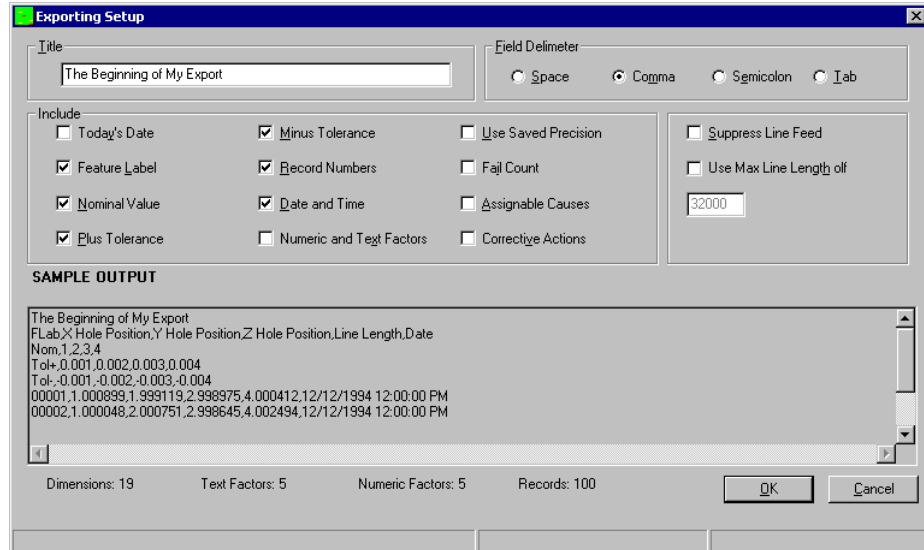 Exporting Setup
Title
The Beginning of My Export
Field Delimeter
Space Comma Semicolon Tab
Include
Today's Date Minus Tolerance Use Saved Precision
Feature Label Record Numbers Fail Count
Nominal Value Date and Time Assignable Causes
Plus Tolerance Numeric and Text Factors Corrective Actions
Suppress Line Feed
Use Max Line Length olf
32000
SAMPLE OUTPUT
The Beginning of My Export
FLab,X Hole Position,Y Hole Position,Z Hole Position,Line Length,Date
Nom,1,2,3,4
Tol+,0.001,0.002,0.003,0.004
Tol-,-0.001,-0.002,-0.003,-0.004
00001,1.000899,1.999119,2.998975,4.000412,12/12/1994 12:00:00 PM
00002,1.000048,2.000751,2.998645,4.002494,12/12/1994 12:00:00 PM
Dimensions: 19 Text Factors: 5 Numeric Factors: 5 Records: 100
OK Cancel